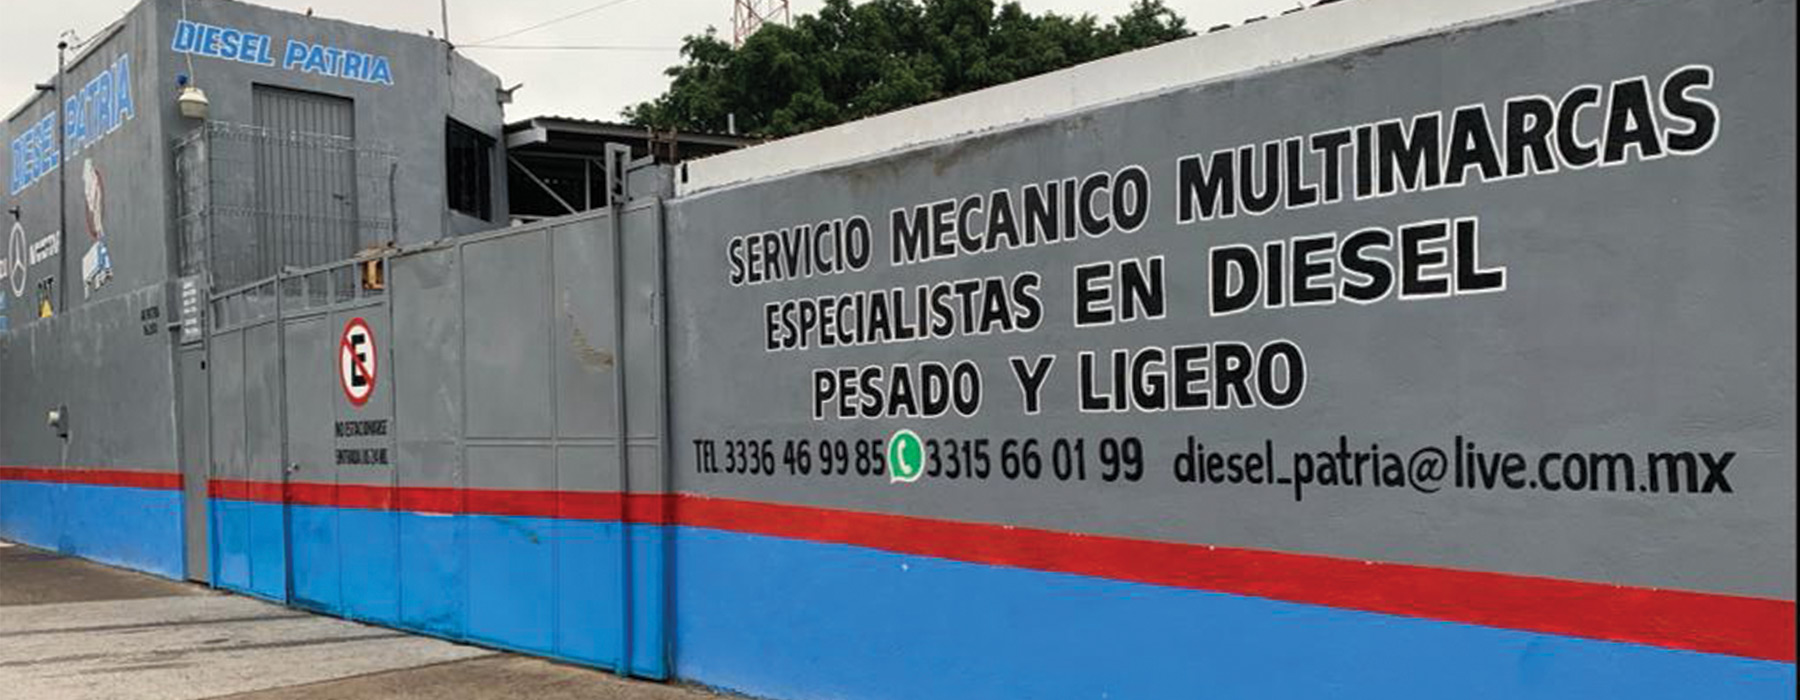 DIESEL PATRIA
DIESEL PATRIA
CAT
E
NO ESTACIONARSE
SERVICIO MECANICO MULTIMARCAS
ESPECIALISTAS EN DIESEL
PESADO Y LIGERO
TEL 3336 46 99 85 3315 66 01 99 diesel_patria@live.com.mx